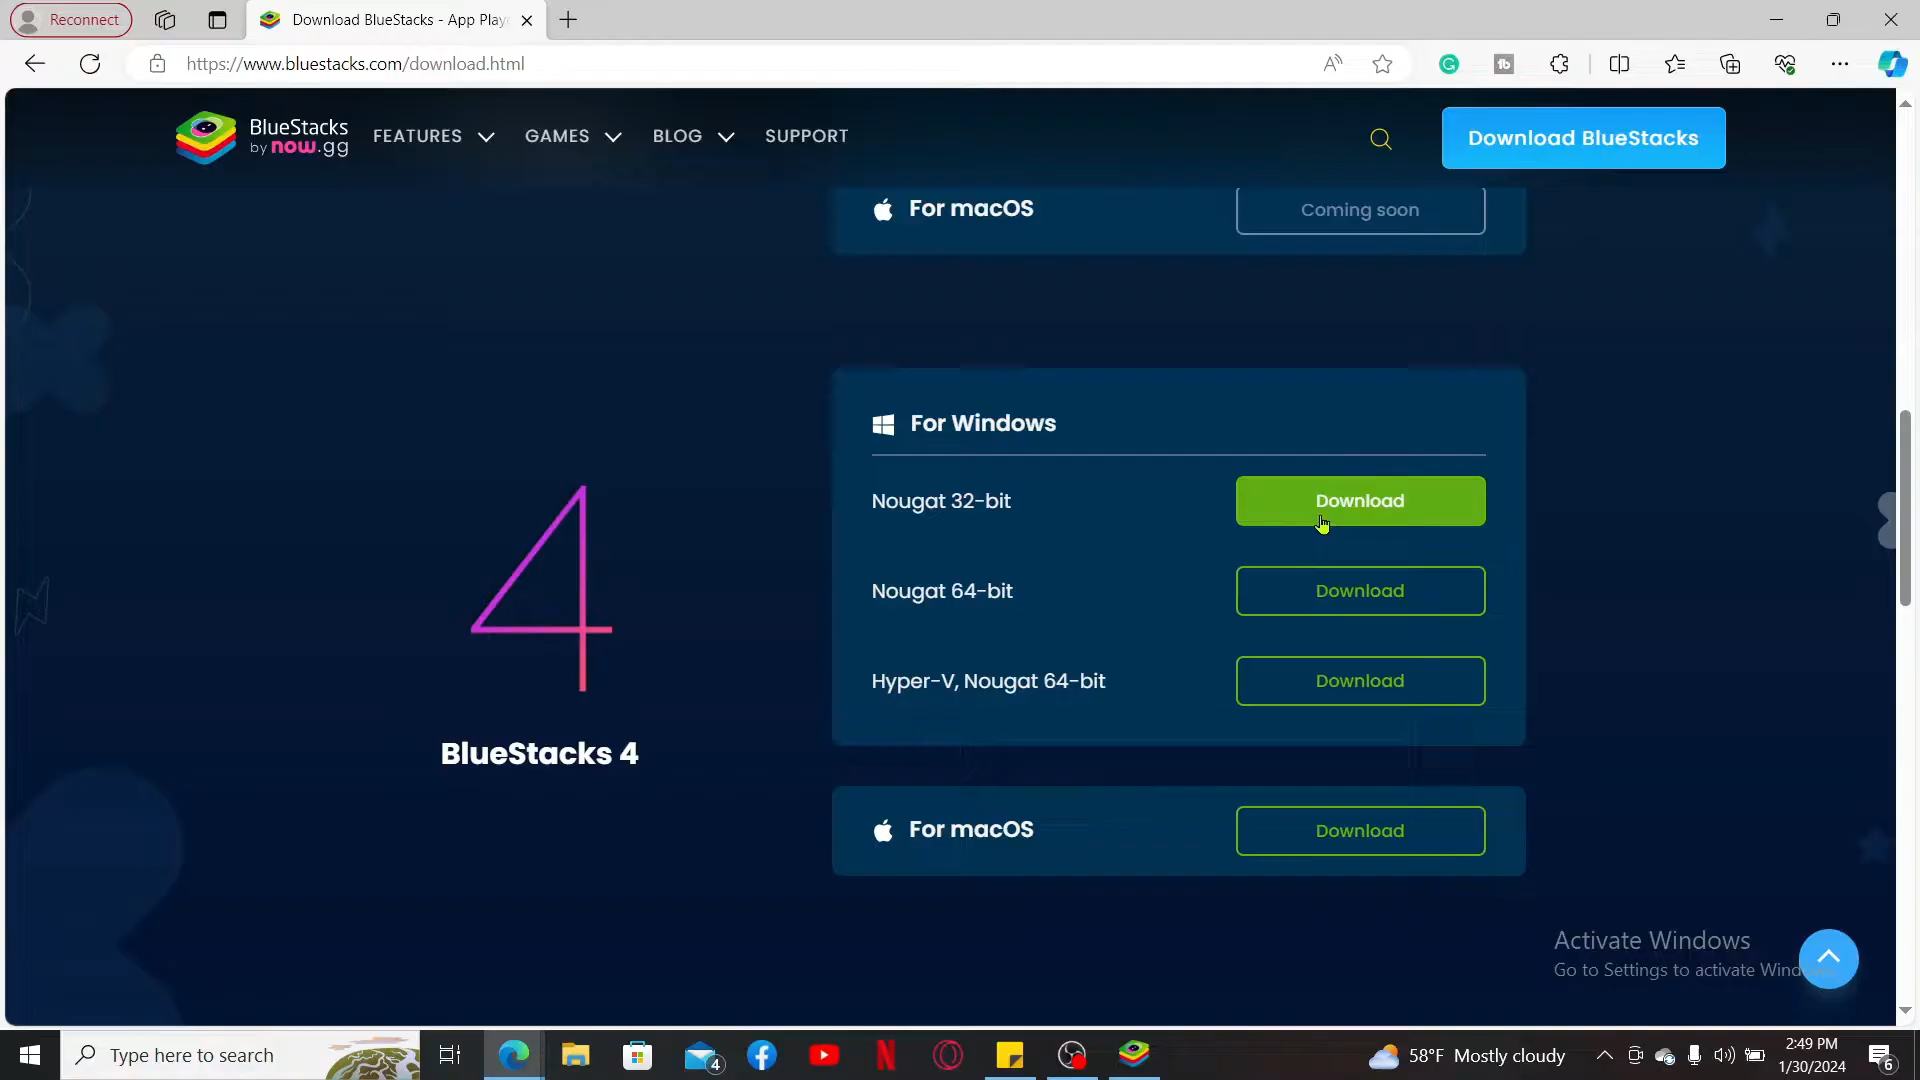 Reconnect
Download BlueStacks - App Play
https://www.bluestacks.com/download.html
BlueStacks
by now.gg
FEATURES
GAMES
BLOG
SUPPORT
Download BlueStacks
For macOS
Coming soon
For Windows
Nougat 32-bit
Download
Nougat 64-bit
Download
Hyper-V, Nougat 64-bit
Download
4
BlueStacks 4
For macOS
Download
Activate Windows
Go to Settings to activate Wind
Type here to search
4
58°F Mostly cloudy
2:49 PM
1/30/2024
6